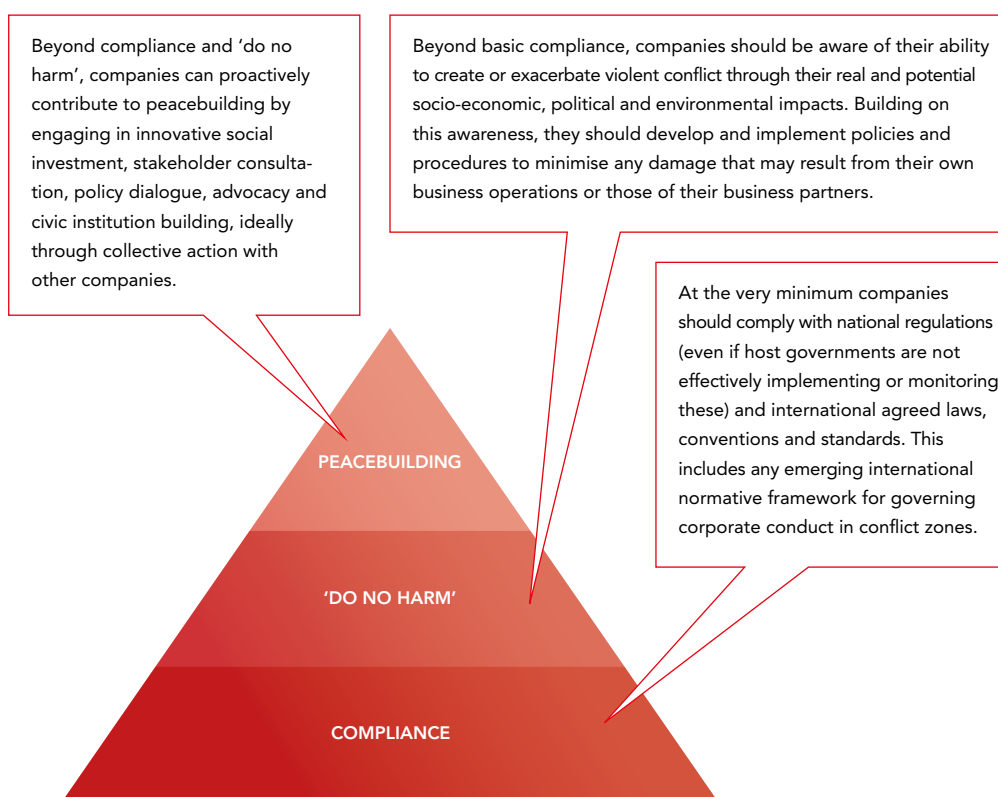 Beyond compliance and ‘do no
harm’, companies can proactively
contribute to peacebuilding by
engaging in innovative social
investment, stakeholder consulta-
tion, policy dialogue, advocacy and
civic institution building, ideally
through collective action with
other companies.
Beyond basic compliance, companies should be aware of their ability
to create or exacerbate violent conflict through their real and potential
socio-economic, political and environmental impacts. Building on
this awareness, they should develop and implement policies and
procedures to minimise any damage that may result from their own
business operations or those of their business partners.
At the very minimum companies
should comply with national regulations
(even if host governments are not
effectively implementing or monitoring
these) and international agreed laws,
conventions and standards. This
includes any emerging international
normative framework for governing
corporate conduct in conflict zones.
PEACEBUILDING
‘DO NO HARM’
COMPLIANCE